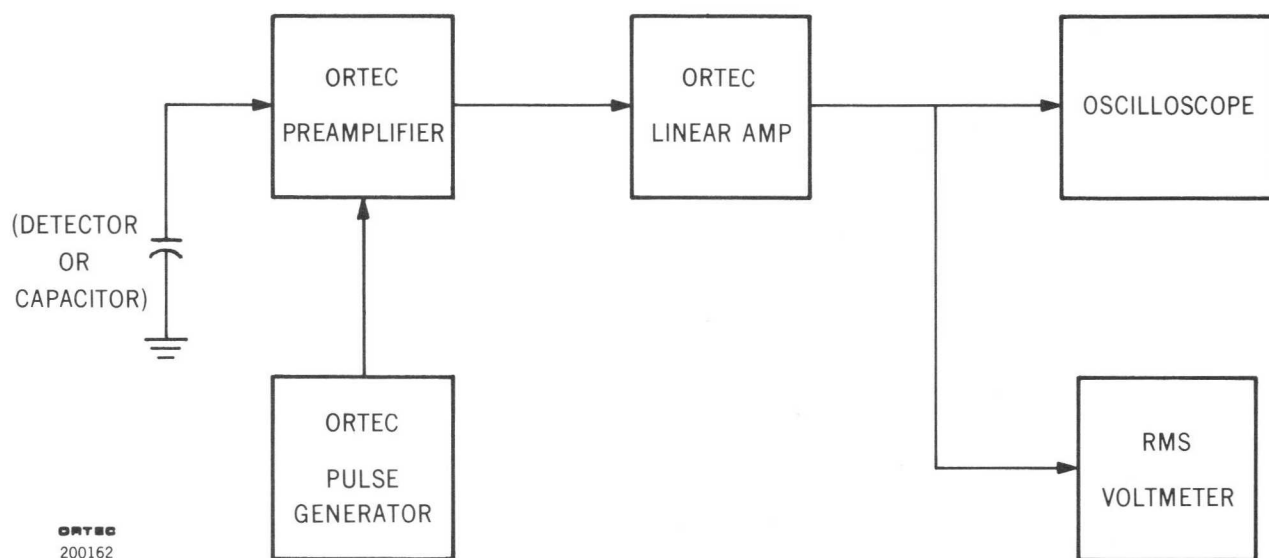 ORTEC
PREAMPLIFIER
ORTEC
LINEAR AMP
OSCILLOSCOPE
(DETECTOR
OR
CAPACITOR)
ORTEC
PULSE
GENERATOR
RMS
VOLTMETER
ORTEC
200162